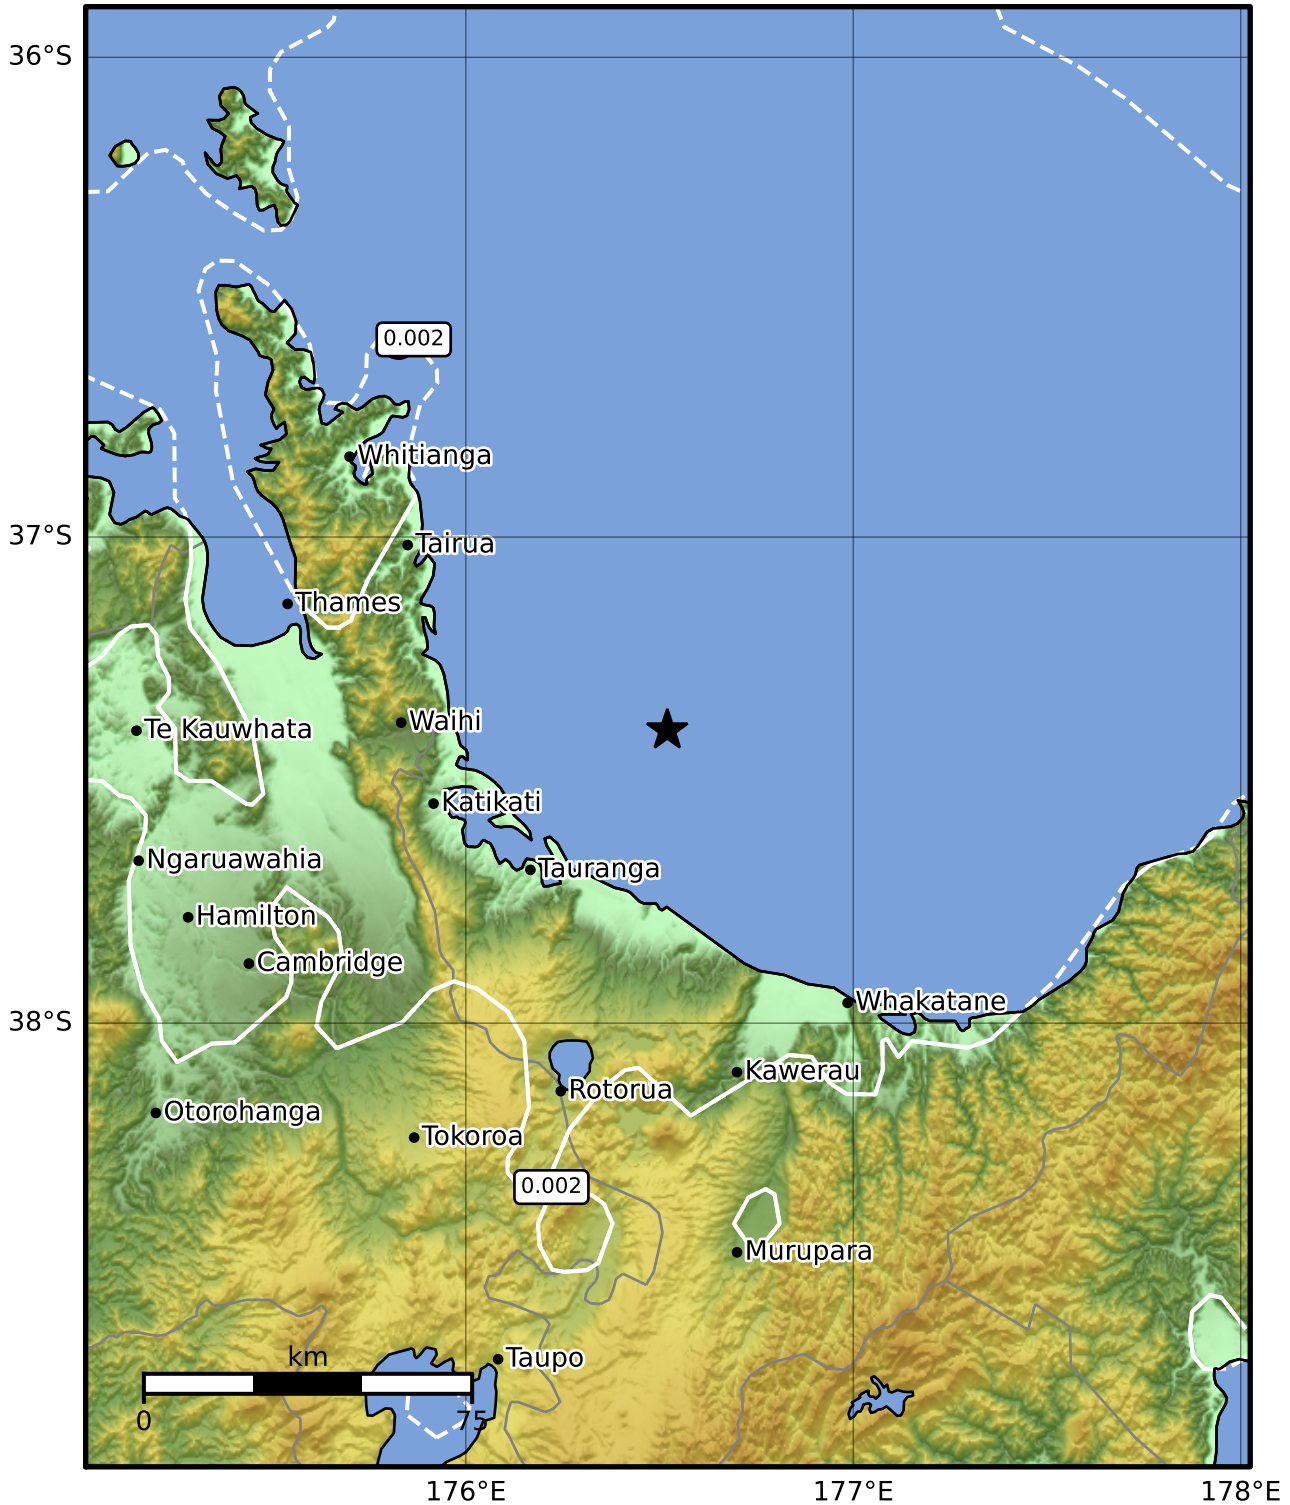 36°S
0.002
Whitianga
37°S
Tairua
Thames
Waihi
Te Kauwhata
Katikati
Ngaruawahia
Tauranga
Hamilton
Cambridge
Whakatane
38°S
Kawerau
Rotorua
Otorohanga
Tokoroa
0.002
Murupara
km
Taupo
0
75
176°E
177°E
178°E